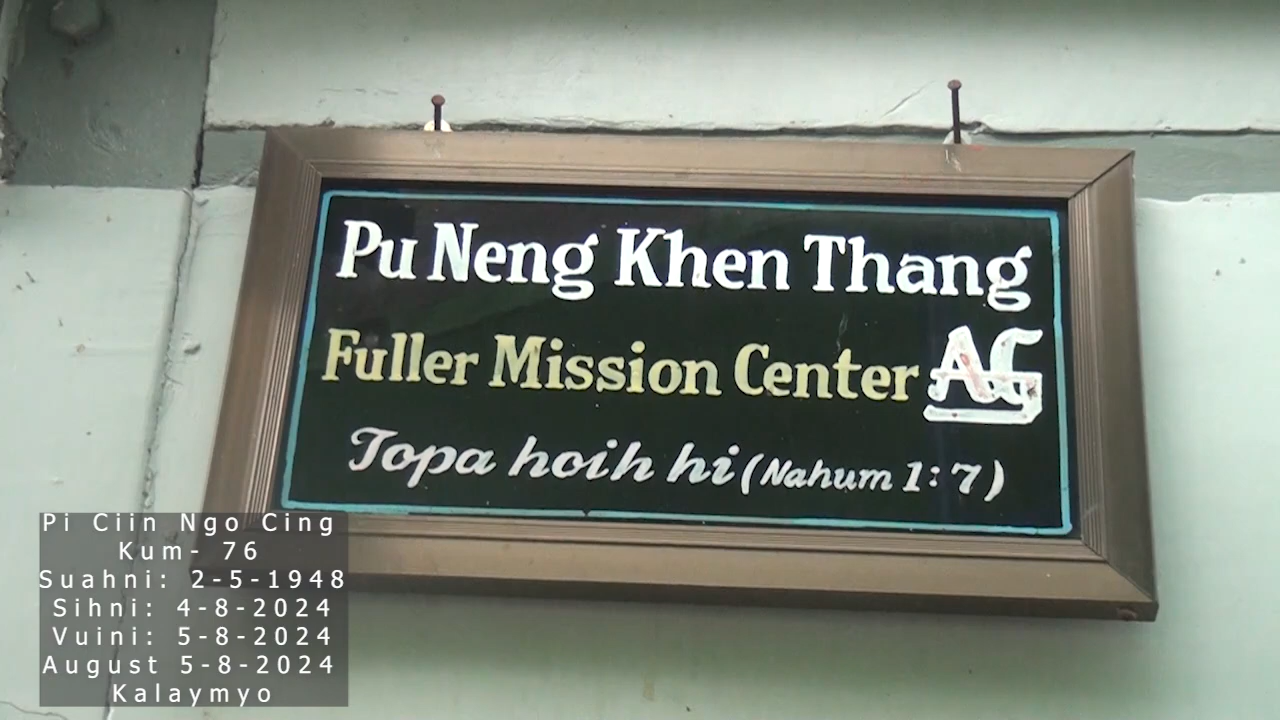 Pu Neng Khen Thang
Fuller Mission Center AG
Topa hoih hi (Nahum 1:7)
Pi Ciin Ngo Cing
Kum- 76
Suahni: 2-5-1948
Sihni: 4-8-2024
Vuini: 5-8-2024
August 5-8-2024
Kalaymyo